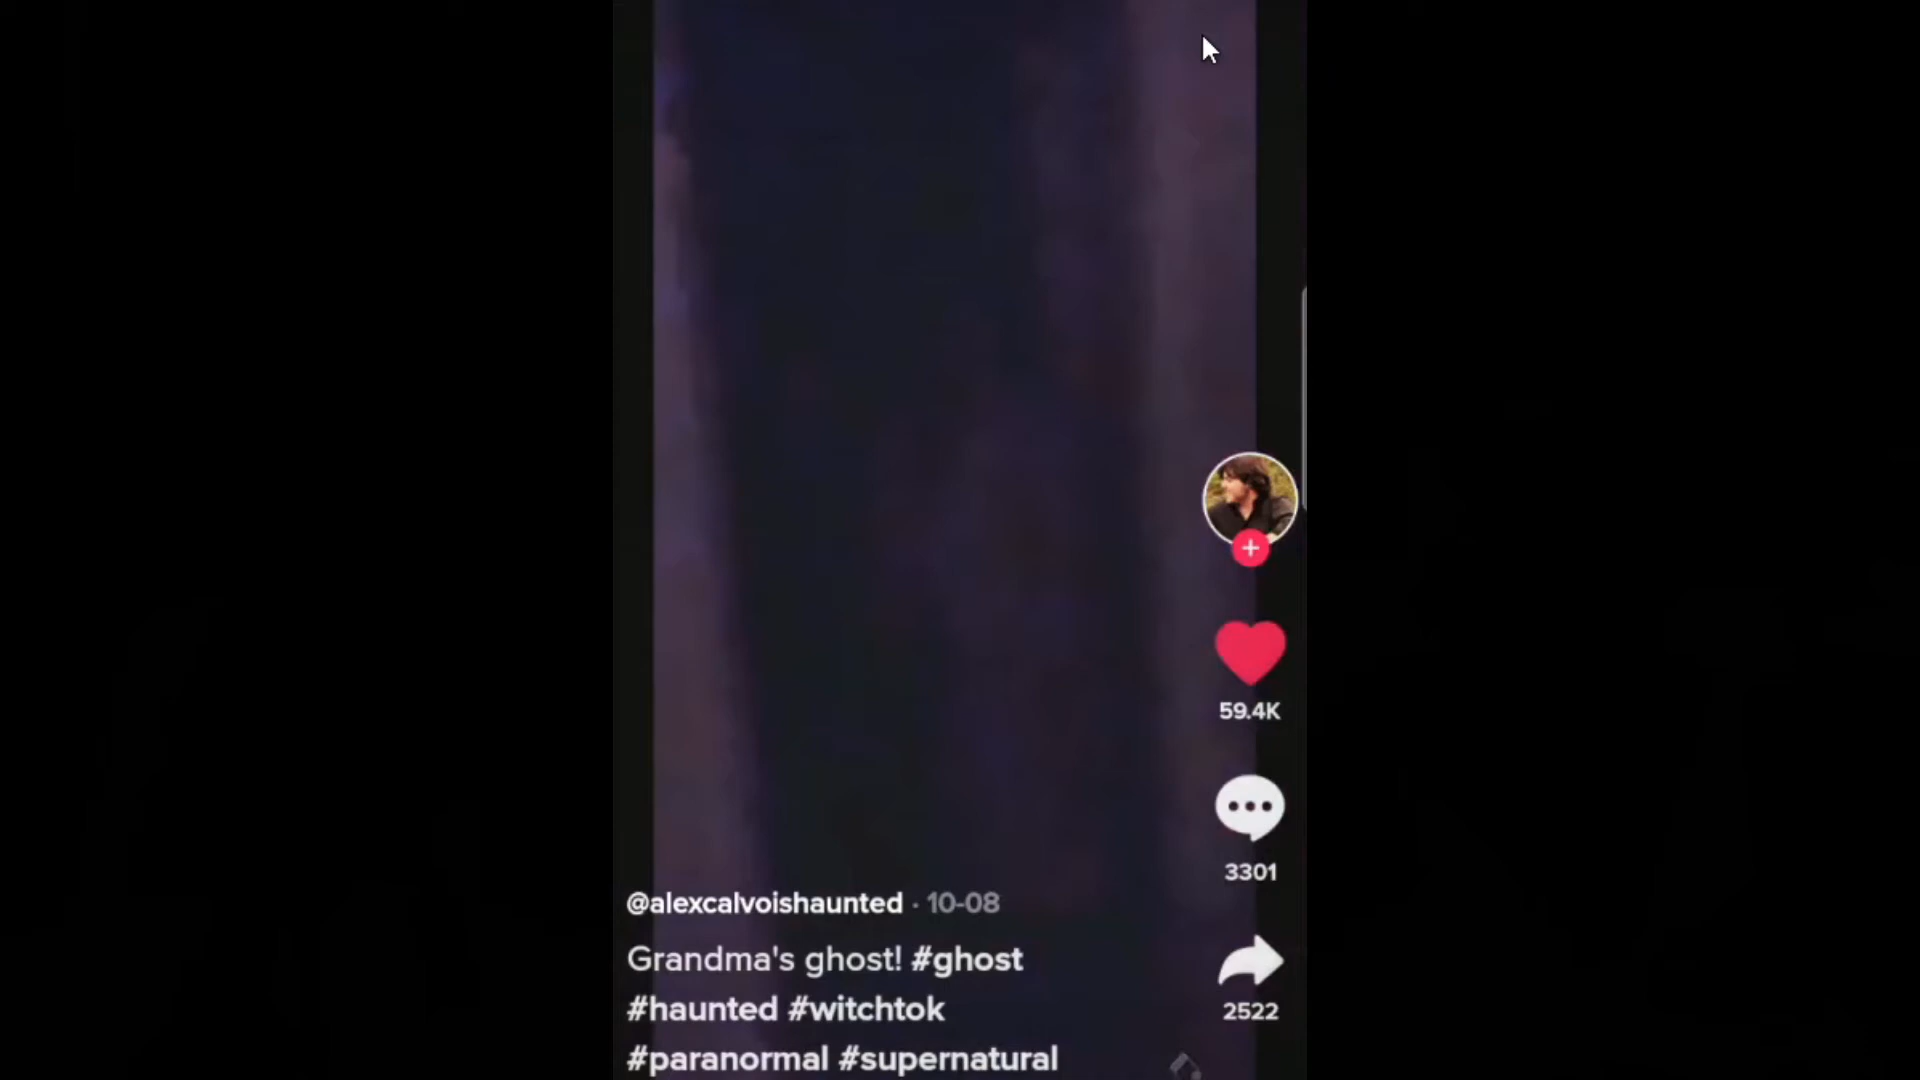 59.4K
3301
@alexcalvoishaunted · 10-08
Grandma's ghost! #ghost
#haunted #witchtok
#paranormal #supernatural
2522